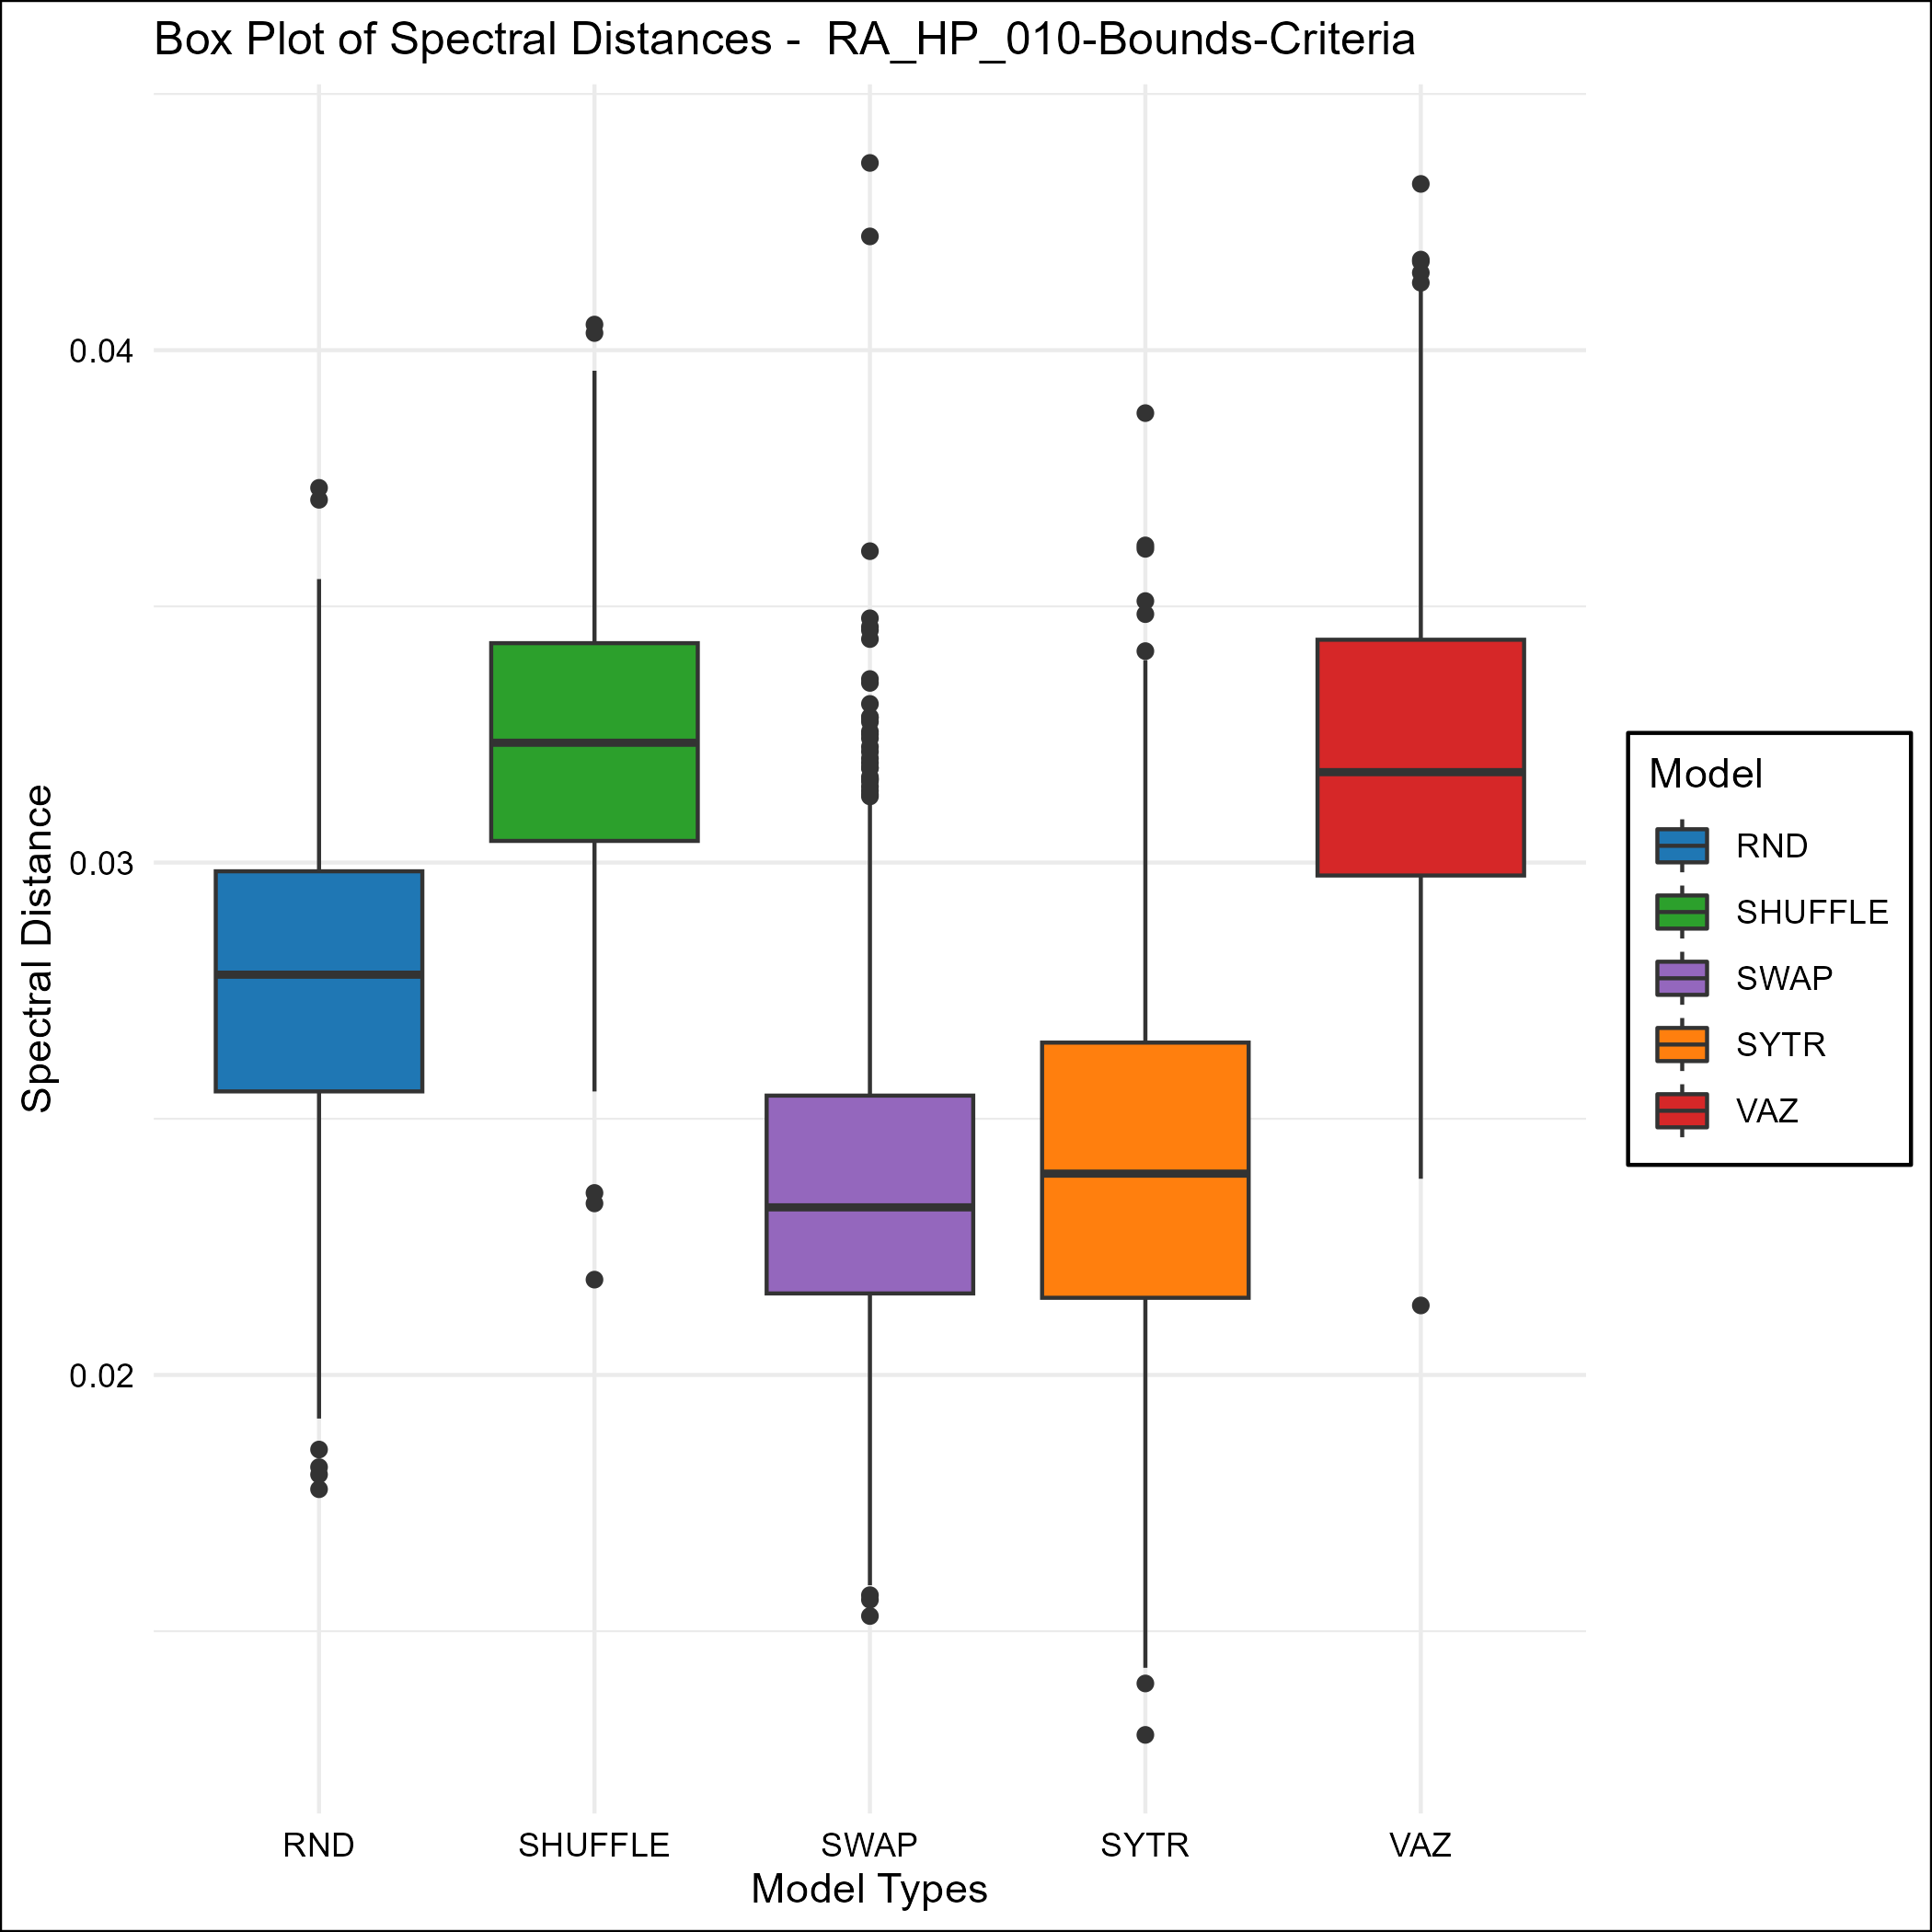 Box Plot of Spectral Distances -  RA_HP_010-Bounds-Criteria
Spectral Distance
0.04
0.03
0.02
RND SHUFFLE SWAP SYTR VAZ
Model Types
Model
RND
SHUFFLE
SWAP
SYTR
VAZ